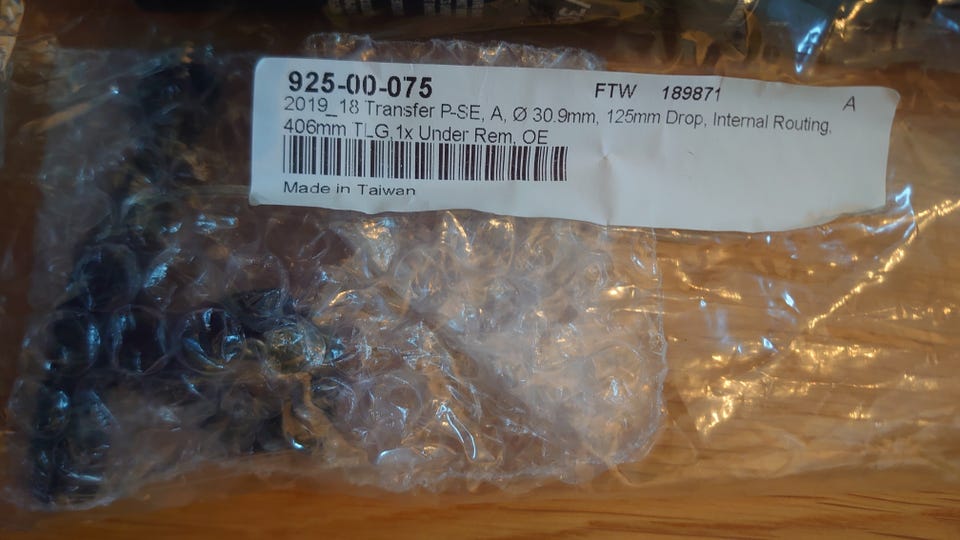 925-00-075 FTW 189871 A
2019_18 Transfer P-SE, A, Ø 30.9mm, 125mm Drop, Internal Routing,
406mm TLG,1x Under Rem, OE
Made in Taiwan